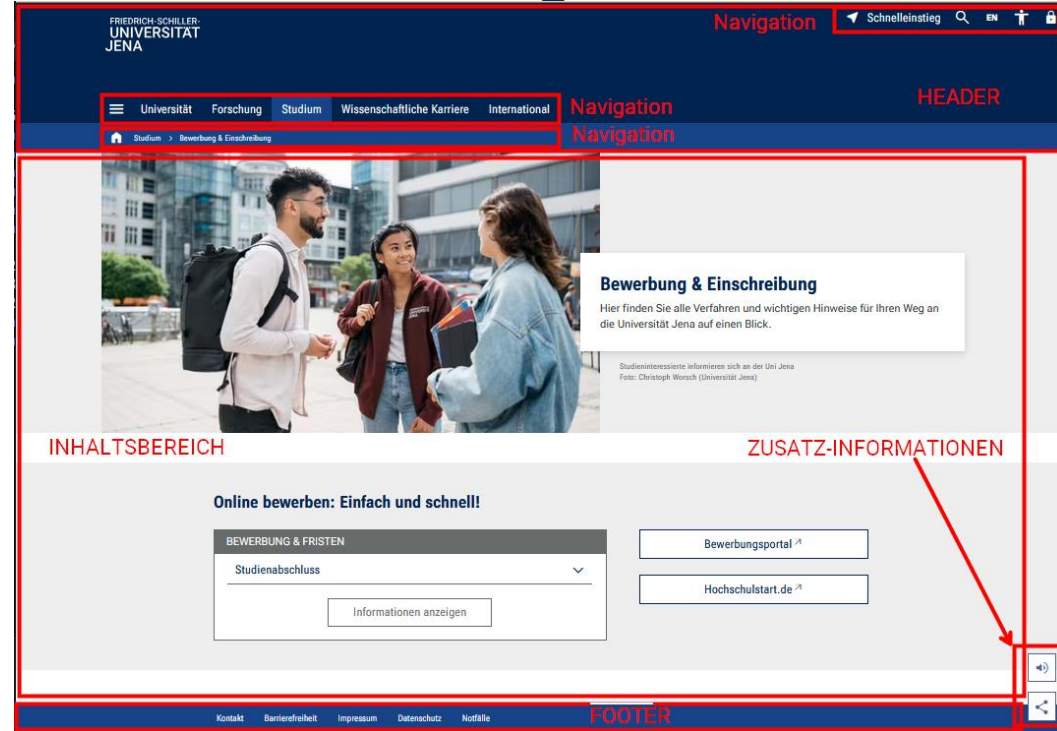 FRIEDRICH-SCHILLER-
UNIVERSITÄT
JENA
Navigation
Schnelleinstieg
EN
HEADER
Universität Forschung Studium Wissenschaftliche Karriere International
Navigation
Studium > Bewerbung & Einschreibung
Navigation
Bewerbung & Einschreibung
Hier finden Sie alle Verfahren und wichtigen Hinweise für Ihren Weg an
die Universität Jena auf einen Blick.
Studieninteressierte informieren sich an der Uni Jena
Foto: Christoph Worsch (Universität Jena)
INHALTSBEREICH
ZUSATZ-INFORMATIONEN
Online bewerben: Einfach und schnell!
BEWERBUNG & FRISTEN
Studienabschluss
Informationen anzeigen
Bewerbungsportal
Hochschulstart.de
Kontakt Barrierefreiheit Impressum Datenschutz Notfälle
FOOTER